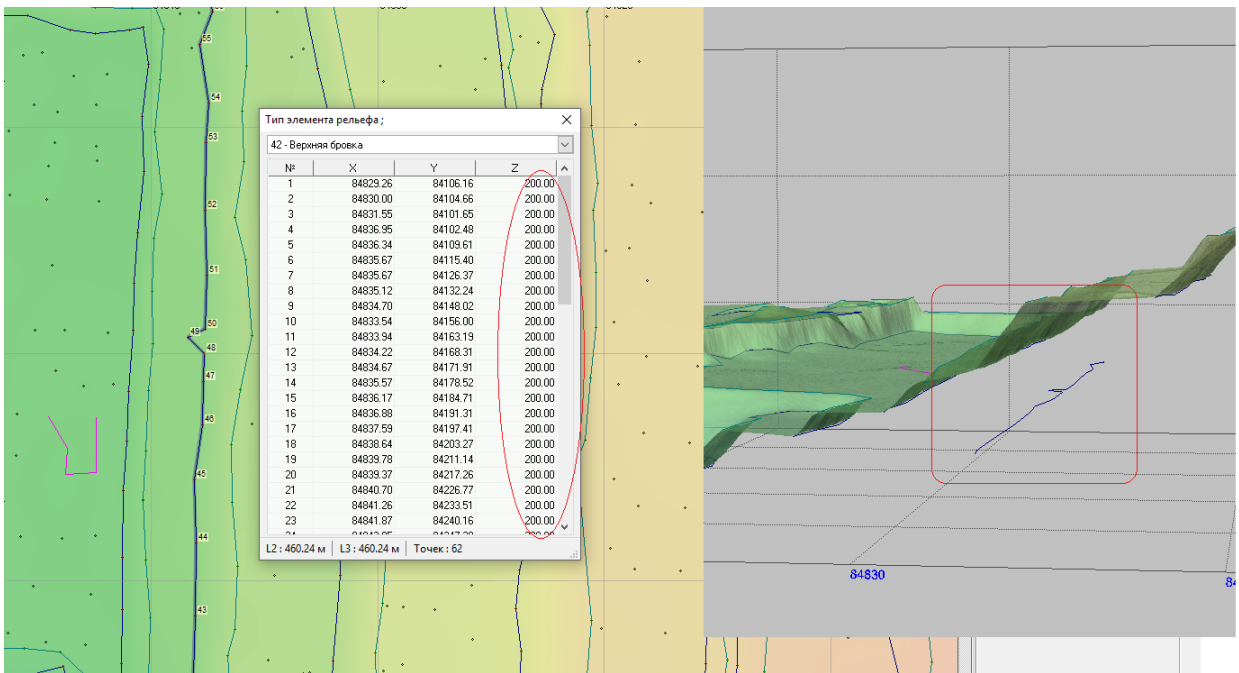 55
54
53
52
51
50
49
48
47
46
45
44
43
Тип элемента рельефа ;
42 - Верхняя бровка
№ X Y Z
1 84829.26 84106.16 200.00
2 84830.00 84104.66 200.00
3 84831.55 84101.65 200.00
4 84836.95 84102.48 200.00
5 84836.34 84109.61 200.00
6 84835.67 84115.40 200.00
7 84835.67 84126.37 200.00
8 84835.12 84132.24 200.00
9 84834.70 84148.02 200.00
10 84833.54 84156.00 200.00
11 84833.94 84163.19 200.00
12 84834.22 84168.31 200.00
13 84834.67 84171.91 200.00
14 84835.57 84178.52 200.00
15 84836.17 84184.71 200.00
16 84836.88 84191.31 200.00
17 84837.59 84197.41 200.00
18 84838.64 84203.27 200.00
19 84839.78 84211.14 200.00
20 84839.37 84217.26 200.00
21 84840.70 84226.77 200.00
22 84841.26 84233.51 200.00
23 84841.87 84240.16 200.00
L2 : 460.24 м L3 : 460.24 м Точек : 62
84830
84